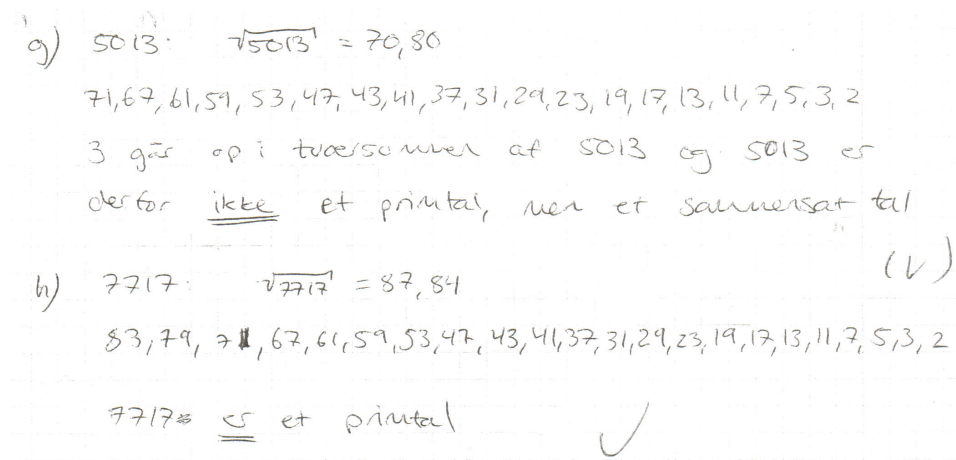 g) 5013: √5013 = 70,80
71,67,61,59,53,47,43,41,37,31,29,23,19,17,13,11,7,5,3,2
3 går op i tværsummen af 5013 og 5013 er
derfor ikke et primtal, men et sammensat tal
(√)
h) 7717: √7717 = 87,84
83,79,71,67,61,59,53,47,43,41,37,31,29,23,19,17,13,11,7,5,3,2
7717 er et primtal √